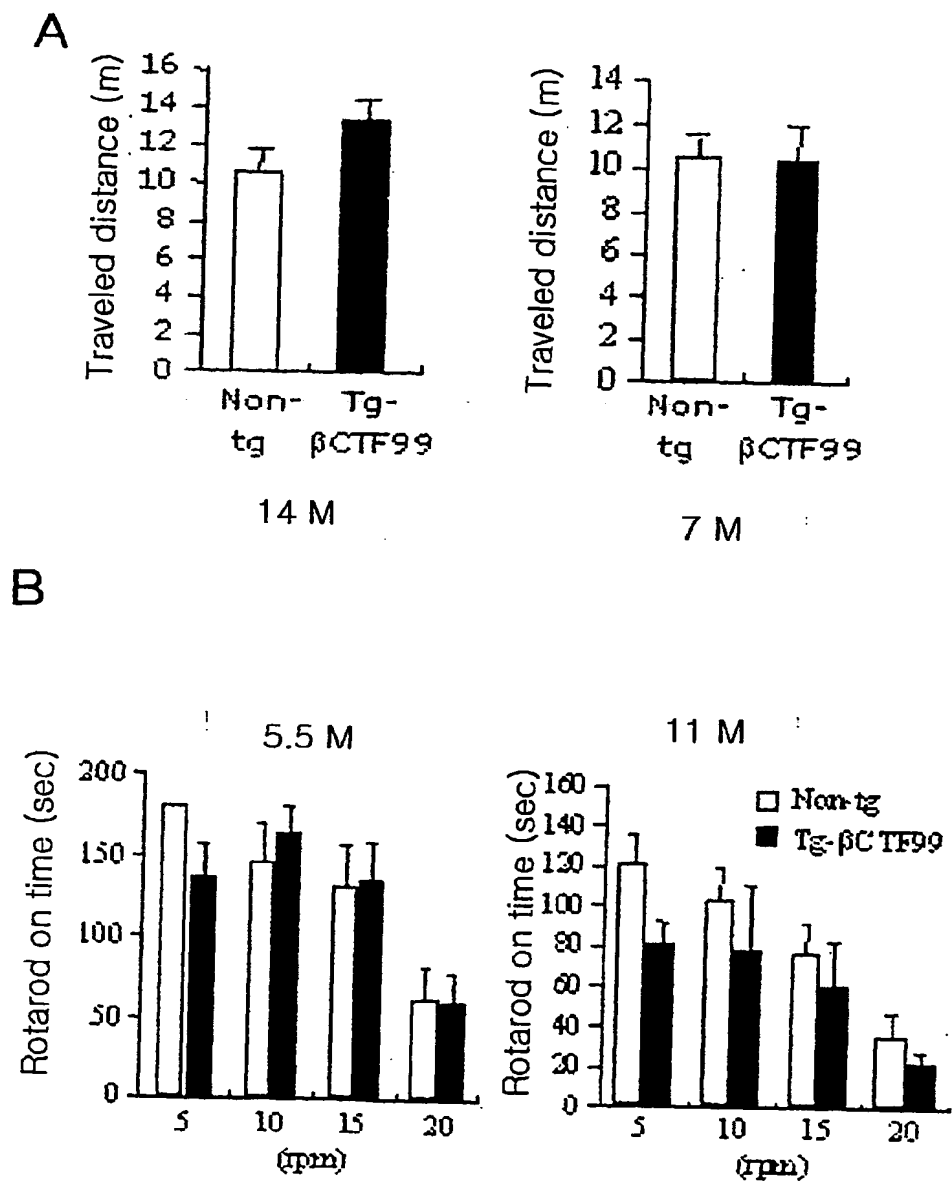 A
Traveled distance (m)
16
14
12
10
8
6
4
2
0
Non-
tg
Tg-
βCTF99
14 M
Traveled distance (m)
14
12
10
8
6
4
2
0
Non-
tg
Tg-
βCTF99
7 M
B
5.5 M
Rotarod on time (sec)
200
150
100
50
0
5
10
15
20
(rpm)
11 M
Rotarod on time (sec)
160
140
120
100
80
60
40
20
0
Non-tg
Tg-βCTF99
5
10
15
20
(rpm)